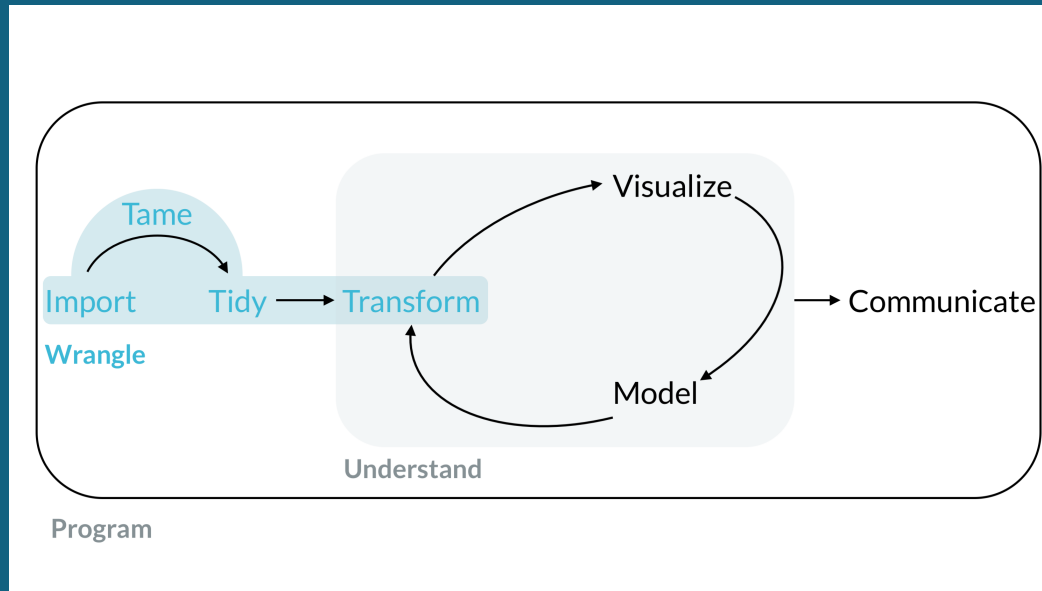 Visualize
Tame
Import
Tidy
Transform
Communicate
Wrangle
Model
Understand
Program